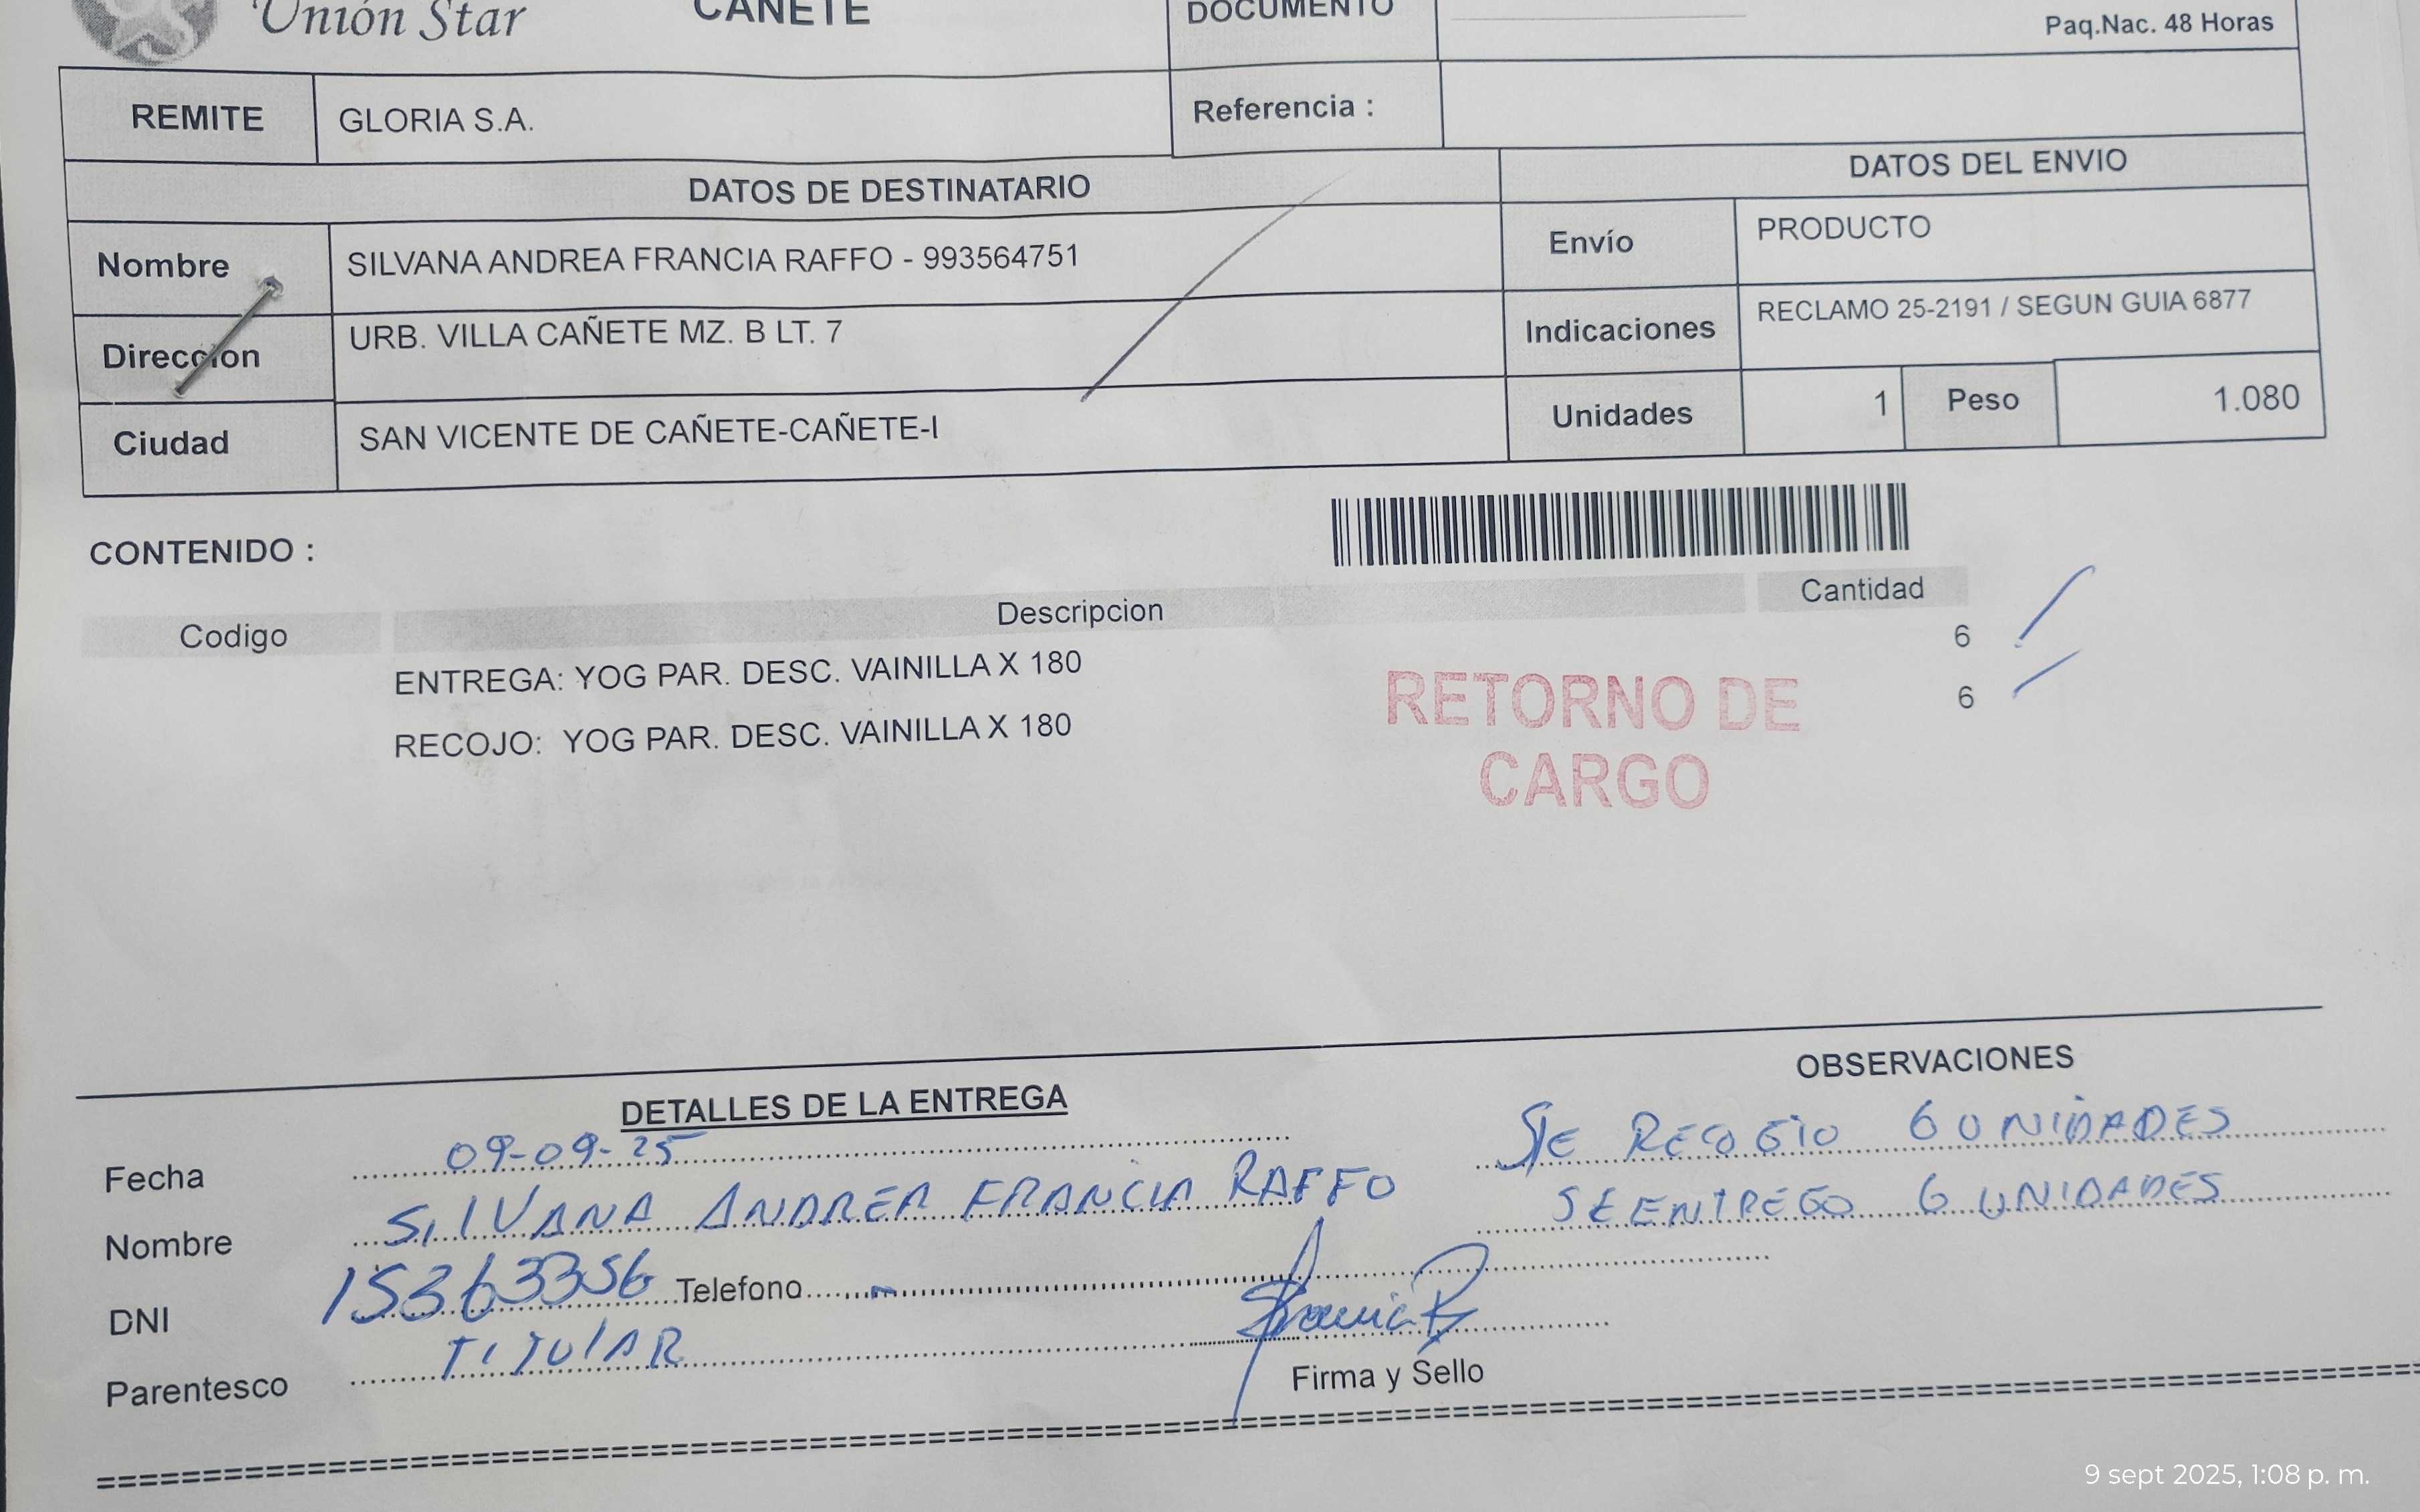 Unión Star
CAÑETE
DOCUMENTO
Paq.Nac. 48 Horas
REMITE
GLORIA S.A.
Referencia :
DATOS DE DESTINATARIO
DATOS DEL ENVIO
Nombre
SILVANA ANDREA FRANCIA RAFFO - 993564751
Envío
PRODUCTO
Direccion
URB. VILLA CAÑETE MZ. B LT. 7
Indicaciones
RECLAMO 25-2191 / SEGUN GUIA 6877
Ciudad
SAN VICENTE DE CAÑETE-CAÑETE-I
Unidades
1
Peso
1.080
CONTENIDO :
Codigo
Descripcion
Cantidad
ENTREGA: YOG PAR. DESC. VAINILLA X 180
6
RECOJO: YOG PAR. DESC. VAINILLA X 180
6
RETORNO DE
CARGO
DETALLES DE LA ENTREGA
OBSERVACIONES
Fecha 09-09-25
SE RECOGIO 6 UNIDADES
Nombre SILVANA ANDREA FRANCIA RAFFO
SE ENTREGO 6 UNIDADES
DNI 15363356 Telefono -
Parentesco TITULAR
Francia R
Firma y Sello
9 sept 2025, 1:08 p. m.